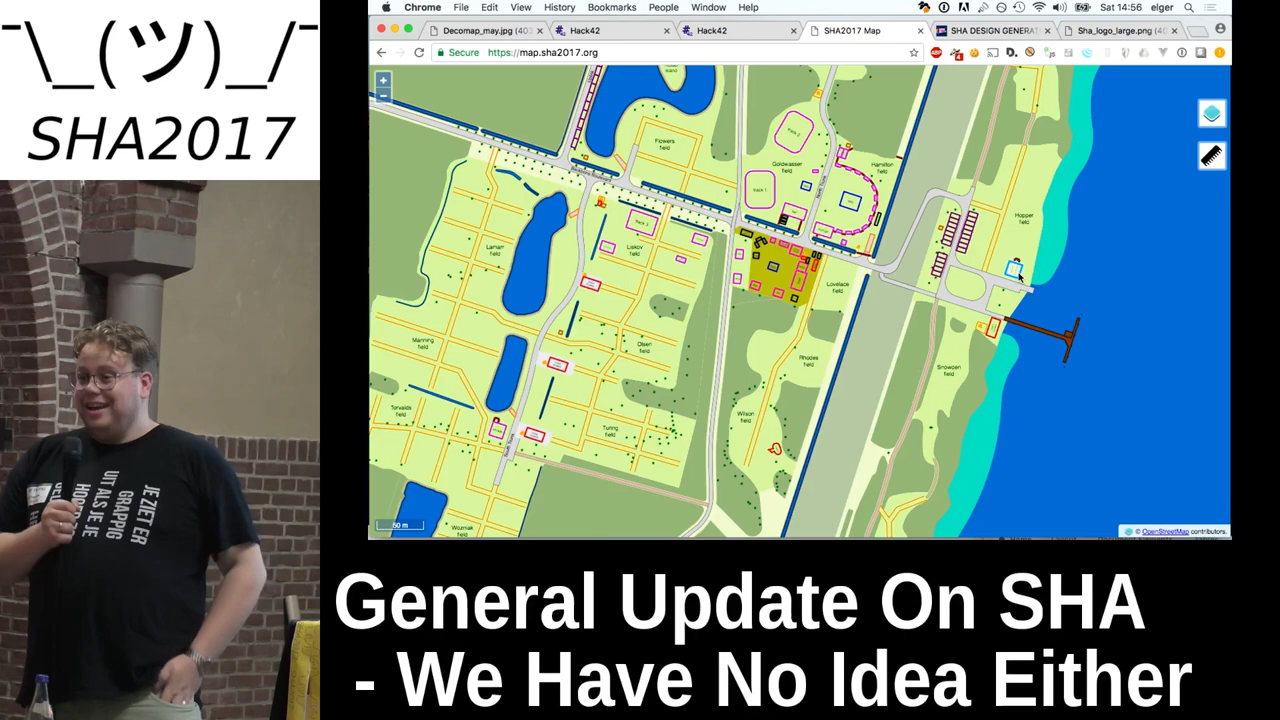 ¯\_(ツ)_/¯
SHA2017
Chrome File Edit View History Bookmarks People Window Help
Sat 14:56 elger
Decomap_may.jpg (40
Hack42
Hack42
SHA2017 Map
SHA DESIGN GENERAT
Sha_logo_large.png (40
Secure https://map.sha2017.org
Flowers
field
Goldwasser
field
Hamilton
field
Hopper
field
Lamarr
field
Liskov
field
Lovelace
field
Manning
field
Olsen
field
Rhodes
field
Snowden
field
Torvalds
field
Turing
field
Wilson
field
Wozniak
field
50 m
© OpenStreetMap contributors.
JE ZIET ER
GRAPPIG
UIT ALS JE JE
General Update On SHA
- We Have No Idea Either